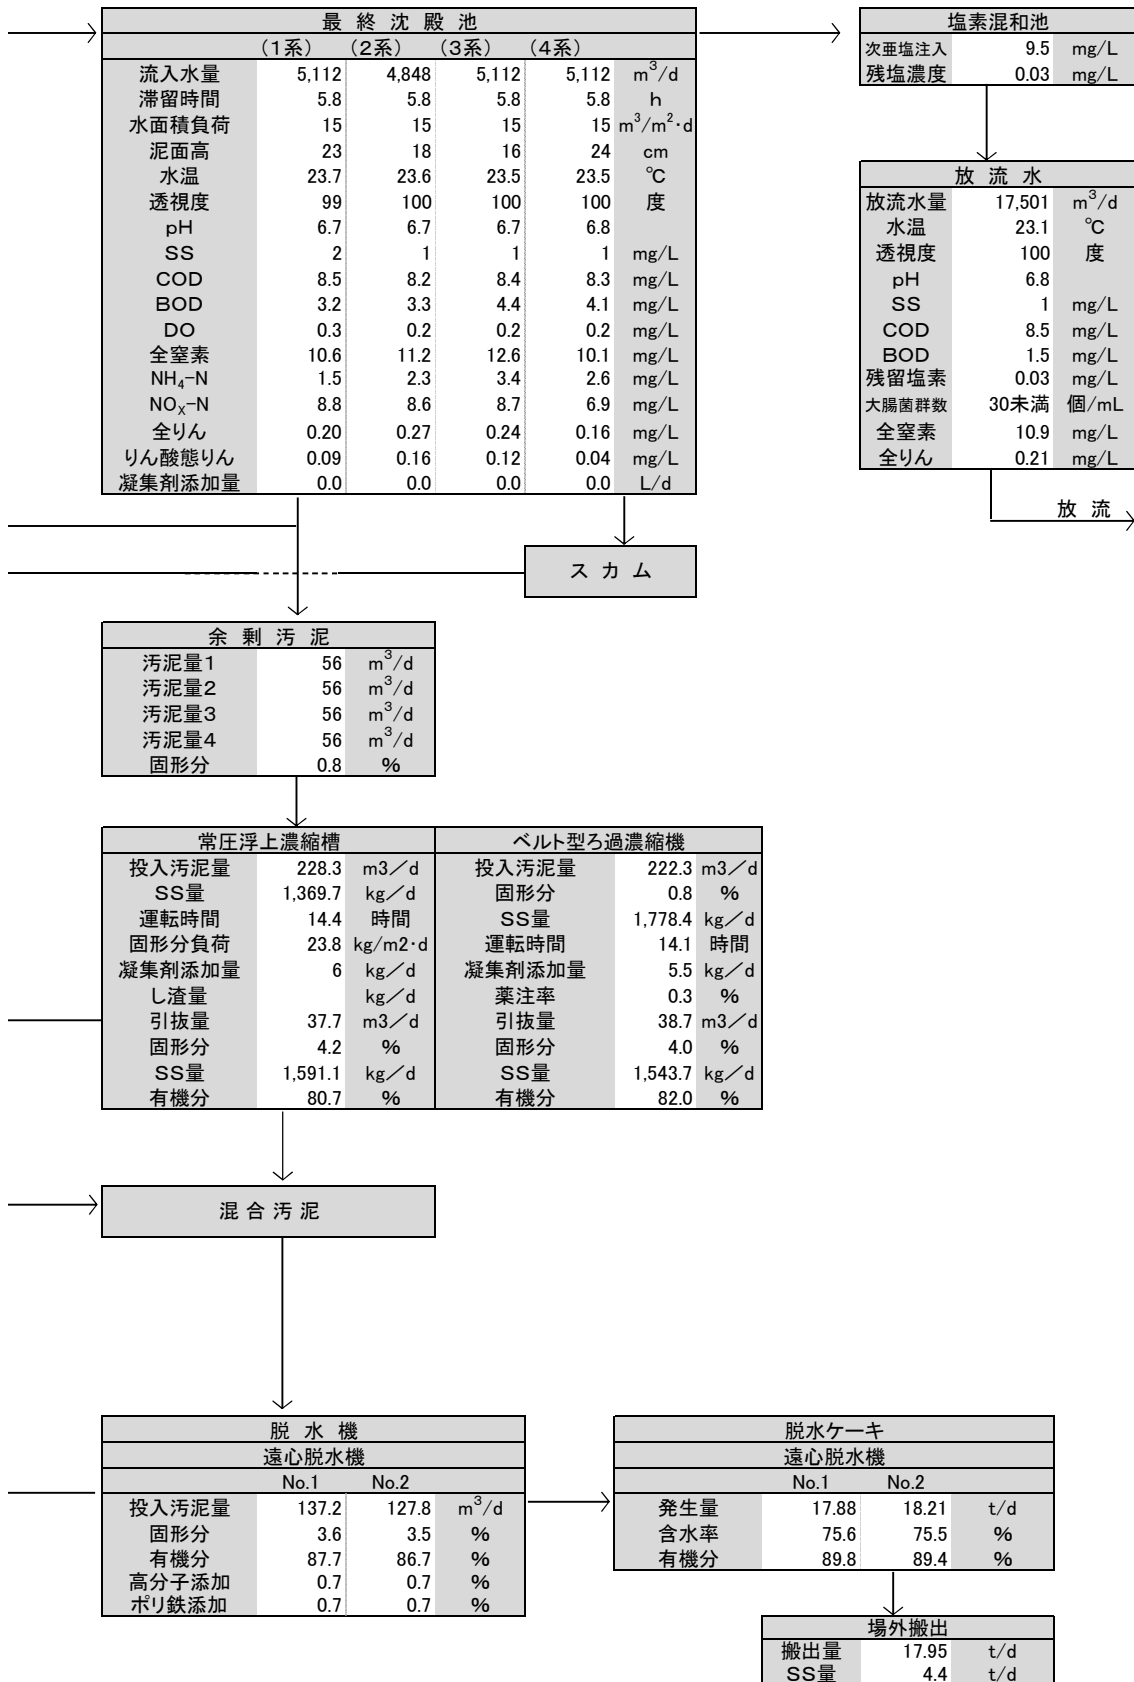 最 終 沈 殿 池
（1系） （2系） （3系） （4系）
流入水量 5,112 4,848 5,112 5,112 m³/d
滞留時間 5.8 5.8 5.8 5.8 h
水面積負荷 15 15 15 15 m³/m²・d
泥面高 23 18 16 24 cm
水温 23.7 23.6 23.5 23.5 ℃
透視度 99 100 100 100 度
pH 6.7 6.7 6.7 6.8
SS 2 1 1 1 mg/L
COD 8.5 8.2 8.4 8.3 mg/L
BOD 3.2 3.3 4.4 4.1 mg/L
DO 0.3 0.2 0.2 0.2 mg/L
全窒素 10.6 11.2 12.6 10.1 mg/L
NH₄-N 1.5 2.3 3.4 2.6 mg/L
NOₓ-N 8.8 8.6 8.7 6.9 mg/L
全りん 0.20 0.27 0.24 0.16 mg/L
りん酸態りん 0.09 0.16 0.12 0.04 mg/L
凝集剤添加量 0.0 0.0 0.0 0.0 L/d
塩素混和池
次亜塩注入 9.5 mg/L
残塩濃度 0.03 mg/L
放 流 水
放流水量 17,501 m³/d
水温 23.1 ℃
透視度 100 度
pH 6.8
SS 1 mg/L
COD 8.5 mg/L
BOD 1.5 mg/L
残留塩素 0.03 mg/L
大腸菌群数 30未満 個/mL
全窒素 10.9 mg/L
全りん 0.21 mg/L
放 流
ス カ ム
余 剰 汚 泥
汚泥量1 56 m³/d
汚泥量2 56 m³/d
汚泥量3 56 m³/d
汚泥量4 56 m³/d
固形分 0.8 %
常圧浮上濃縮槽
投入汚泥量 228.3 m3／d
SS量 1,369.7 kg／d
運転時間 14.4 時間
固形分負荷 23.8 kg/m2・d
凝集剤添加量 6 kg／d
し渣量 kg／d
引抜量 37.7 m3／d
固形分 4.2 %
SS量 1,591.1 kg／d
有機分 80.7 %
ベルト型ろ過濃縮機
投入汚泥量 222.3 m3／d
固形分 0.8 %
SS量 1,778.4 kg／d
運転時間 14.1 時間
凝集剤添加量 5.5 kg／d
薬注率 0.3 %
引抜量 38.7 m3／d
固形分 4.0 %
SS量 1,543.7 kg／d
有機分 82.0 %
混 合 汚 泥
脱 水 機
遠心脱水機
No.1 No.2
投入汚泥量 137.2 127.8 m³/d
固形分 3.6 3.5 %
有機分 87.7 86.7 %
高分子添加 0.7 0.7 %
ポリ鉄添加 0.7 0.7 %
脱水ケーキ
遠心脱水機
No.1 No.2
発生量 17.88 18.21 t/d
含水率 75.6 75.5 %
有機分 89.8 89.4 %
場外搬出
搬出量 17.95 t/d
SS量 4.4 t/d